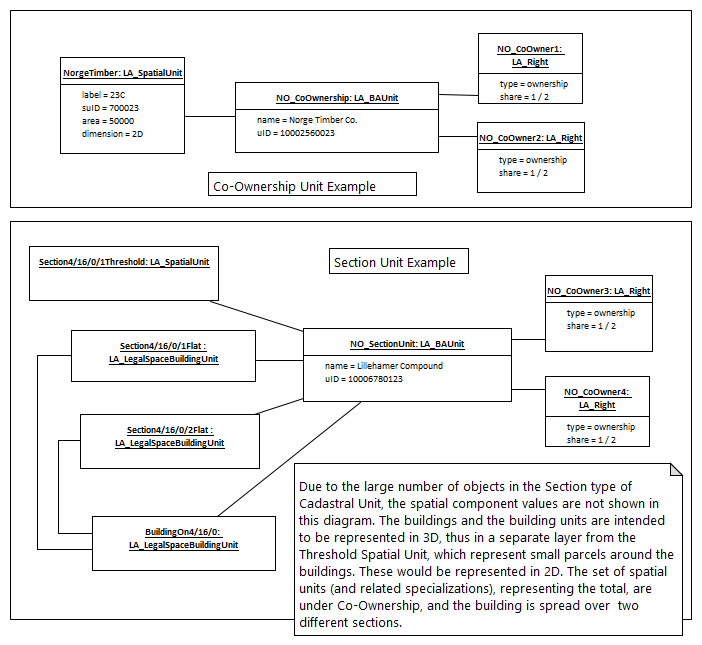 NorgeTimber: LA_SpatialUnit
label = 23C
suID = 700023
area = 50000
dimension = 2D
NO_CoOwnership: LA_BAUnit
name = Norge Timber Co.
uID = 10002560023
NO_CoOwner1:
LA_Right
type = ownership
share = 1 / 2
NO_CoOwner2: LA_Right
type = ownership
share = 1 / 2
Co-Ownership Unit Example
Section Unit Example
Section4/16/0/1Threshold: LA_SpatialUnit
Section4/16/0/1Flat :
LA_LegalSpaceBuildingUnit
Section4/16/0/2Flat :
LA_LegalSpaceBuildingUnit
BuildingOn4/16/0:
LA_LegalSpaceBuildingUnit
NO_SectionUnit: LA_BAUnit
name = Lillehamer Compound
uID = 10006780123
NO_CoOwner3: LA_Right
type = ownership
share = 1 / 2
NO_CoOwner4:
LA_Right
type = ownership
share = 1 / 2
Due to the large number of objects in the Section type of
Cadastral Unit, the spatial component values are not shown in
this diagram. The buildings and the building units are intended
to be represented in 3D, thus in a separate layer from the
Threshold Spatial Unit, which represent small parcels around the
buildings. These would be represented in 2D. The set of spatial
units (and related specializations), representing the total, are
under Co-Ownership, and the building is spread over two
different sections.